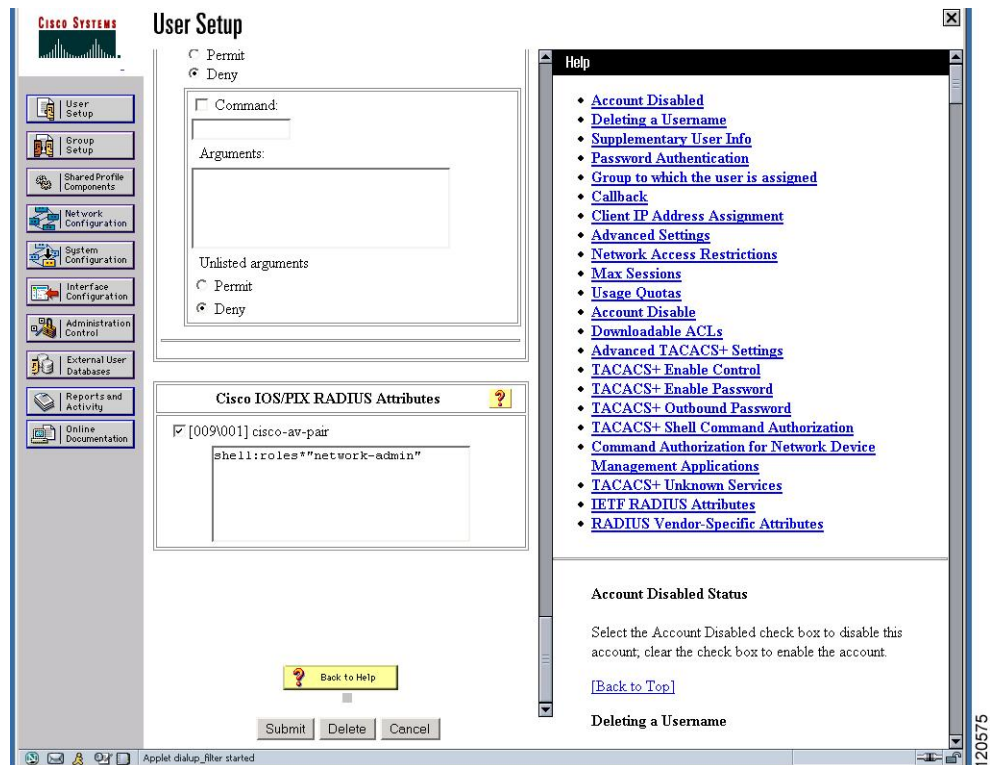 CISCO SYSTEMS
User Setup
User
Setup
Group
Setup
Shared Profile
Components
Network
Configuration
System
Configuration
Interface
Configuration
Administration
Control
External User
Databases
Reports and
Activity
Online
Documentation
Permit
Deny
Command:
Arguments:
Unlisted arguments
Permit
Deny
Cisco IOS/PIX RADIUS Attributes
?
[009\001] cisco-av-pair
shell:roles*"network-admin"
? Back to Help
Submit
Delete
Cancel
Help
Account Disabled
Deleting a Username
Supplementary User Info
Password Authentication
Group to which the user is assigned
Callback
Client IP Address Assignment
Advanced Settings
Network Access Restrictions
Max Sessions
Usage Quotas
Account Disable
Downloadable ACLs
Advanced TACACS+ Settings
TACACS+ Enable Control
TACACS+ Enable Password
TACACS+ Outbound Password
TACACS+ Shell Command Authorization
Command Authorization for Network Device
Management Applications
TACACS+ Unknown Services
IETF RADIUS Attributes
RADIUS Vendor-Specific Attributes
Account Disabled Status
Select the Account Disabled check box to disable this
account; clear the check box to enable the account.
[Back to Top]
Deleting a Username
Applet dialup_filter started
120575